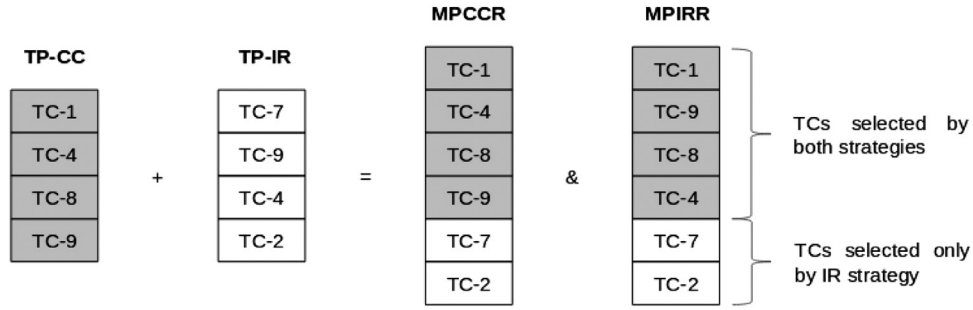 TP-CC
TC-1
TC-4
TC-8
TC-9
+
TP-IR
TC-7
TC-9
TC-4
TC-2
=
MPCCR
TC-1
TC-4
TC-8
TC-9
TC-7
TC-2
&
MPIRR
TC-1
TC-9
TC-8
TC-4
TC-7
TC-2
TCs selected by
both strategies
TCs selected only
by IR strategy